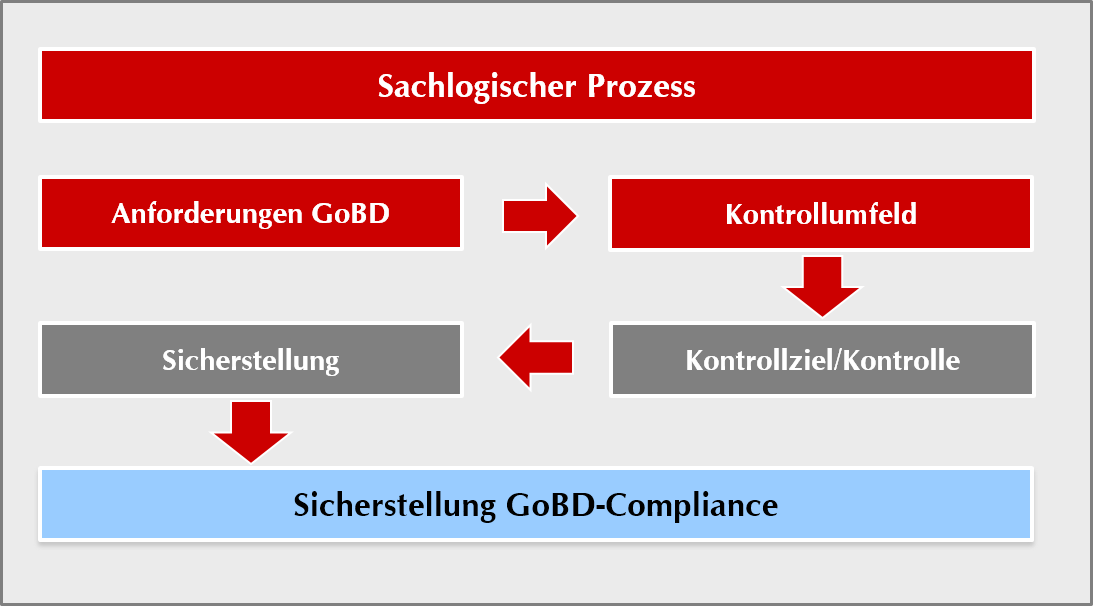 Sachlogischer Prozess
Anforderungen GoBD
Kontrollumfeld
Sicherstellung
Kontrollziel/Kontrolle
Sicherstellung GoBD-Compliance